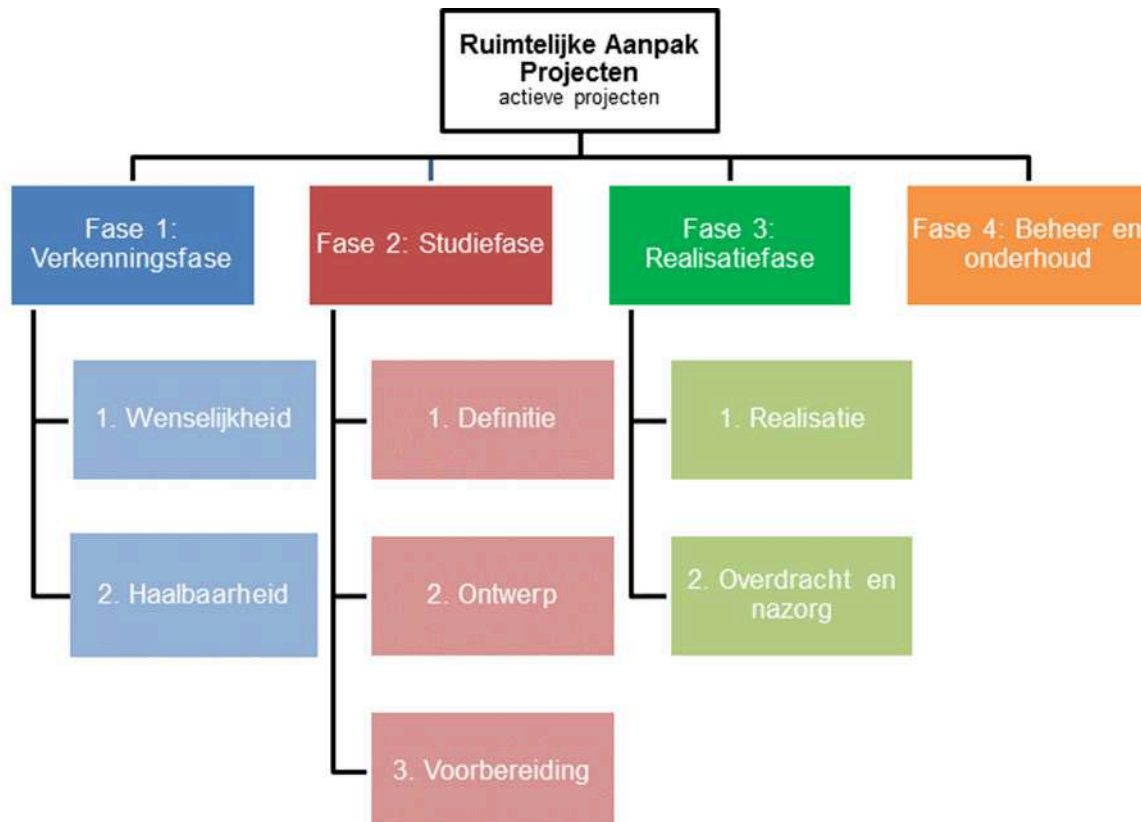 Ruimtelijke Aanpak
Projecten
actieve projecten
Fase 1:
Verkenningsfase
Fase 2: Studiefase
Fase 3:
Realisatiefase
Fase 4: Beheer en
onderhoud
1. Wenselijkheid
2. Haalbaarheid
1. Definitie
2. Ontwerp
3. Voorbereiding
1. Realisatie
2. Overdracht en
nazorg